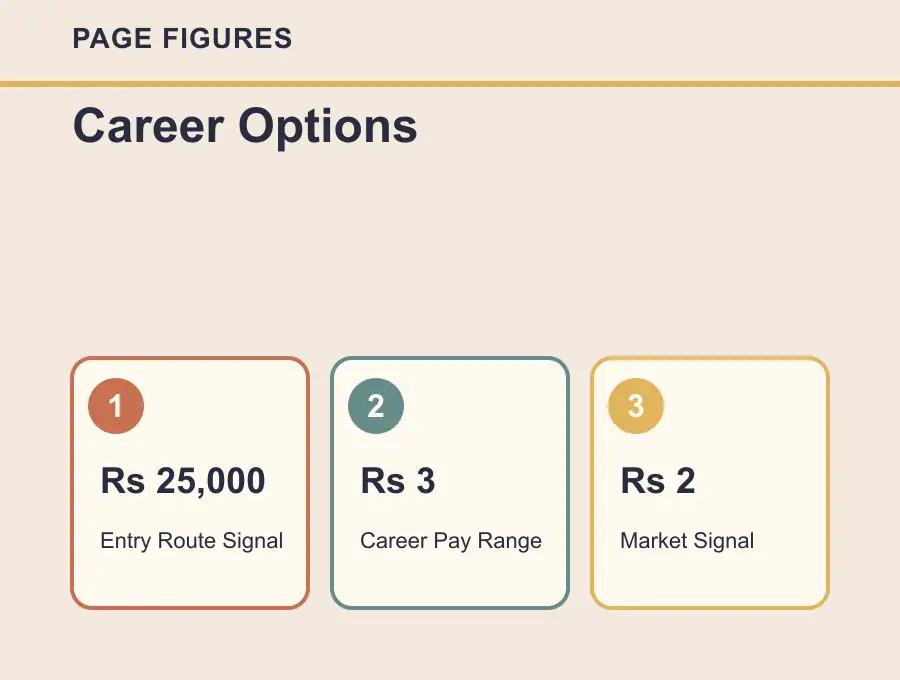 PAGE FIGURES
Career Options
1
Rs 25,000
Entry Route Signal
2
Rs 3
Career Pay Range
3
Rs 2
Market Signal